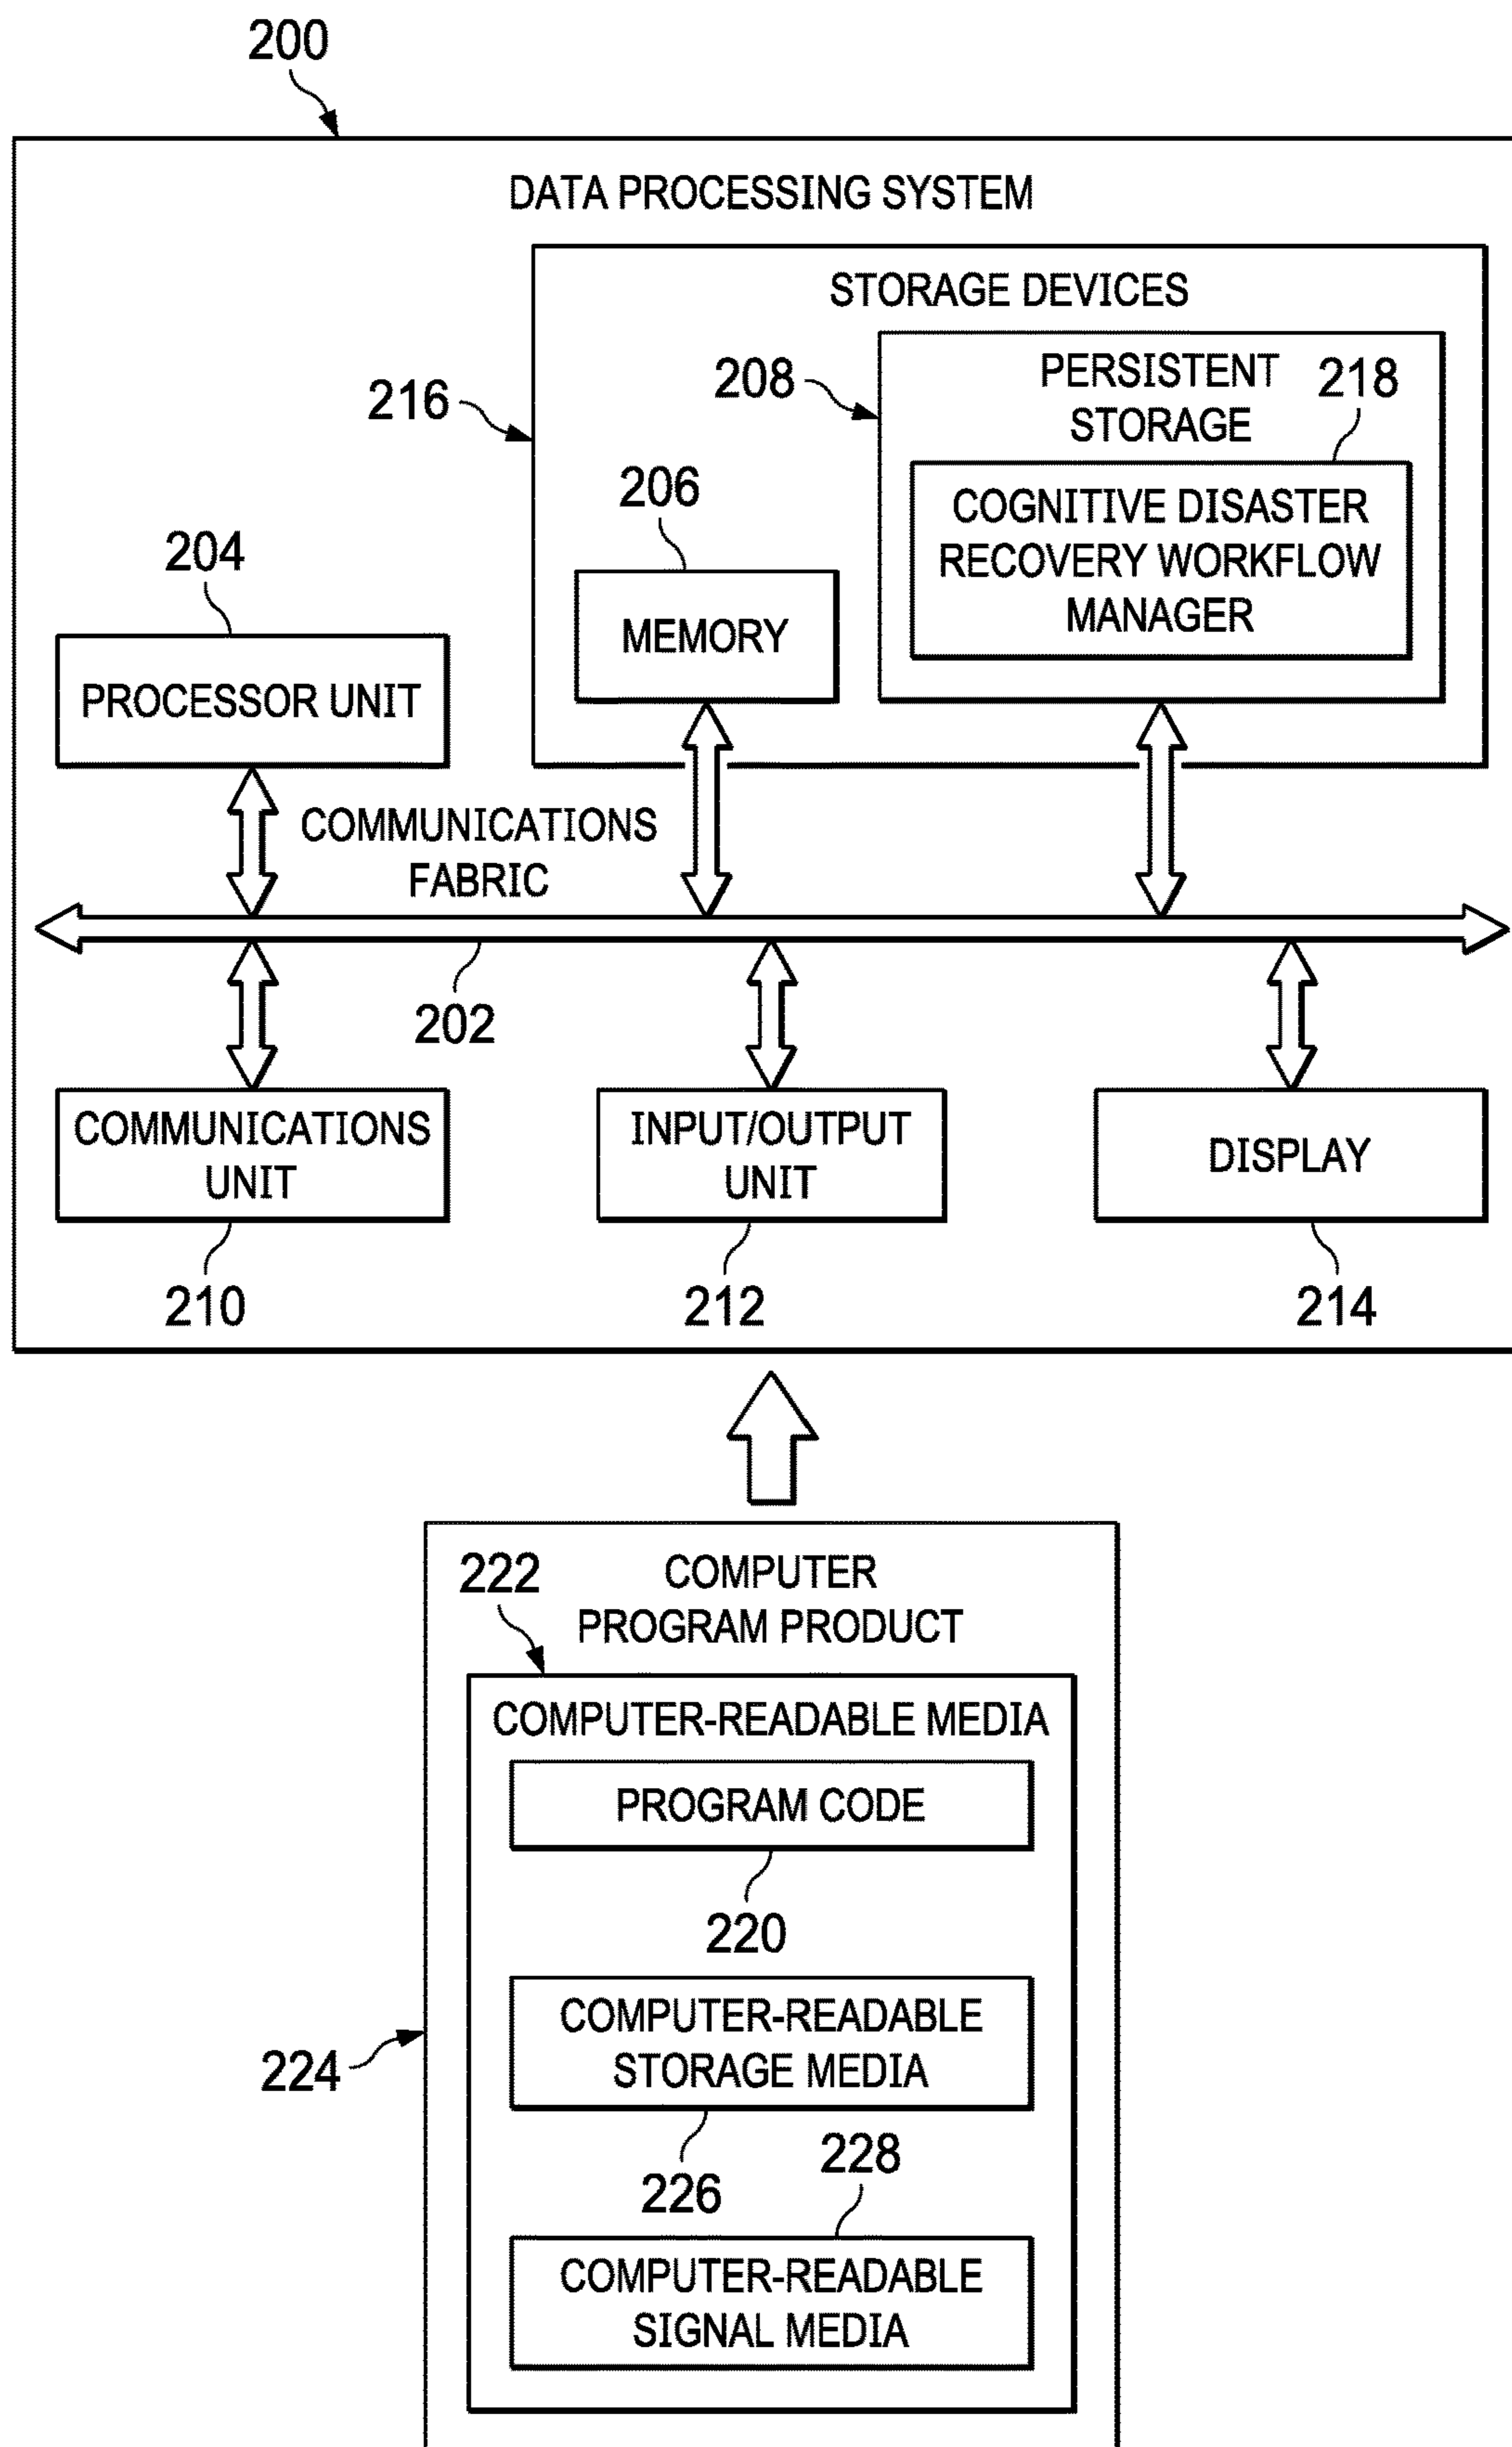 200
DATA PROCESSING SYSTEM
STORAGE DEVICES
216
208
PERSISTENT
STORAGE
218
206
COGNITIVE DISASTER
RECOVERY WORKFLOW
MANAGER
204
MEMORY
PROCESSOR UNIT
COMMUNICATIONS
FABRIC
202
COMMUNICATIONS
UNIT
INPUT/OUTPUT
UNIT
DISPLAY
210
212
214
222
COMPUTER
PROGRAM PRODUCT
COMPUTER-READABLE MEDIA
PROGRAM CODE
220
224
COMPUTER-READABLE
STORAGE MEDIA
226
228
COMPUTER-READABLE
SIGNAL MEDIA